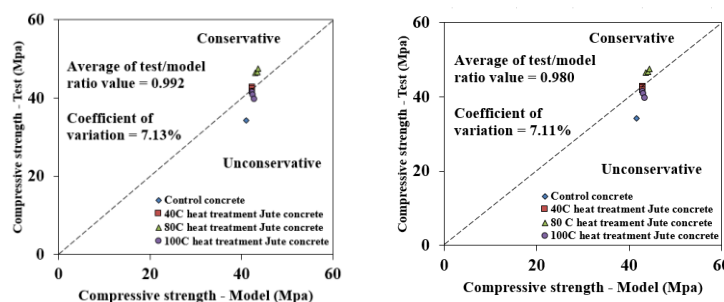 60
40
20
0
Compressive strength - Test (Mpa)
Conservative
Average of test/model
ratio value = 0.992
Coefficient of
variation = 7.13%
Unconservative
Control concrete
40C heat treatment Jute concrete
80C heat treatment Jute concrete
100C heat treatment Jute concrete
0 20 40 60
Compressive strength - Model (Mpa)
60
40
20
0
Compressive strength - Test (Mpa)
Conservative
Average of test/model
ratio value = 0.980
Coefficient of
variation = 7.11%
Unconservative
Control concrete
40C heat treatment Jute concrete
80 C heat treament Jute concrete
100C heat treatment Jute concrete
0 20 40 60
Compressive strength - Model (Mpa)